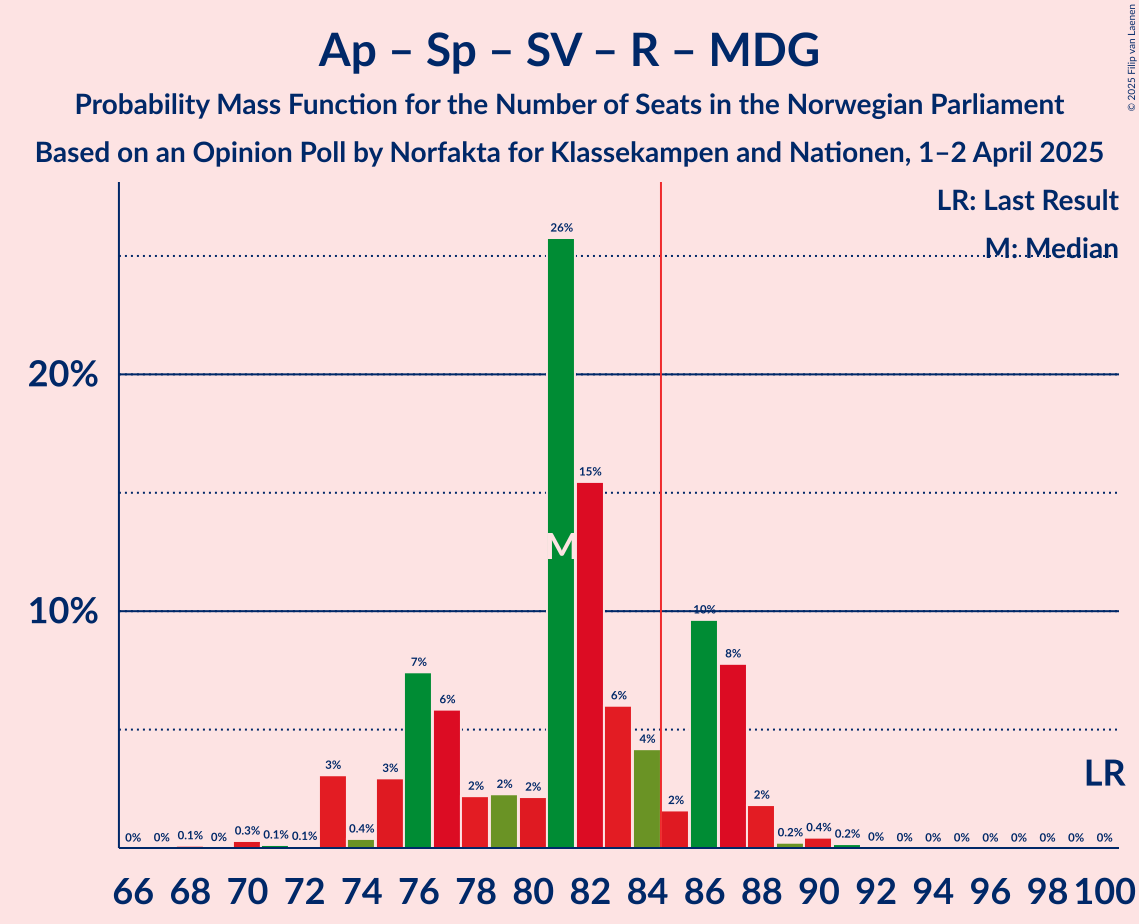 © 2025 Filip van Laenen
Ap – Sp – SV – R – MDG
Probability Mass Function for the Number of Seats in the Norwegian Parliament
Based on an Opinion Poll by Norfakta for Klassekampen and Nationen, 1–2 April 2025
LR: Last Result
M: Median
20%
10%
0% 0% 0.1% 0% 0.3% 0.1% 0.1% 3% 0.4% 3% 7% 6% 2% 2% 2% 26% 15% 6% 4% 2% 10% 8% 2% 0.2% 0.4% 0.2% 0% 0% 0% 0% 0% 0% 0% 0% 0%
M
LR
66 68 70 72 74 76 78 80 82 84 86 88 90 92 94 96 98 100